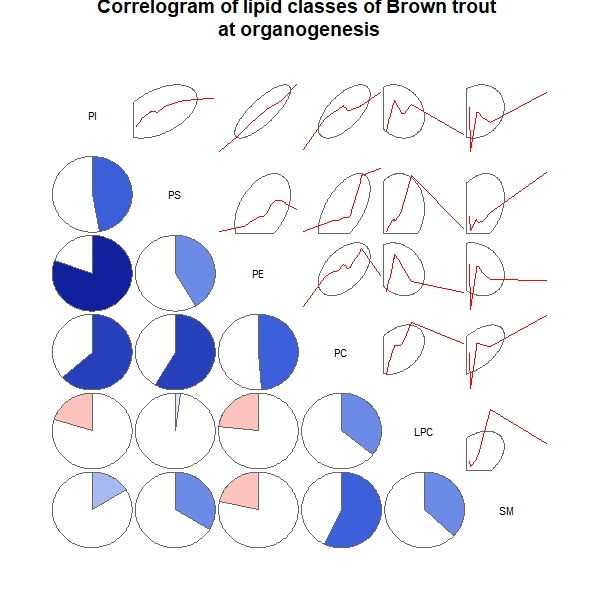 Correlogram of lipid classes of Brown trout
at organogenesis
PI
PS
PE
PC
LPC
SM